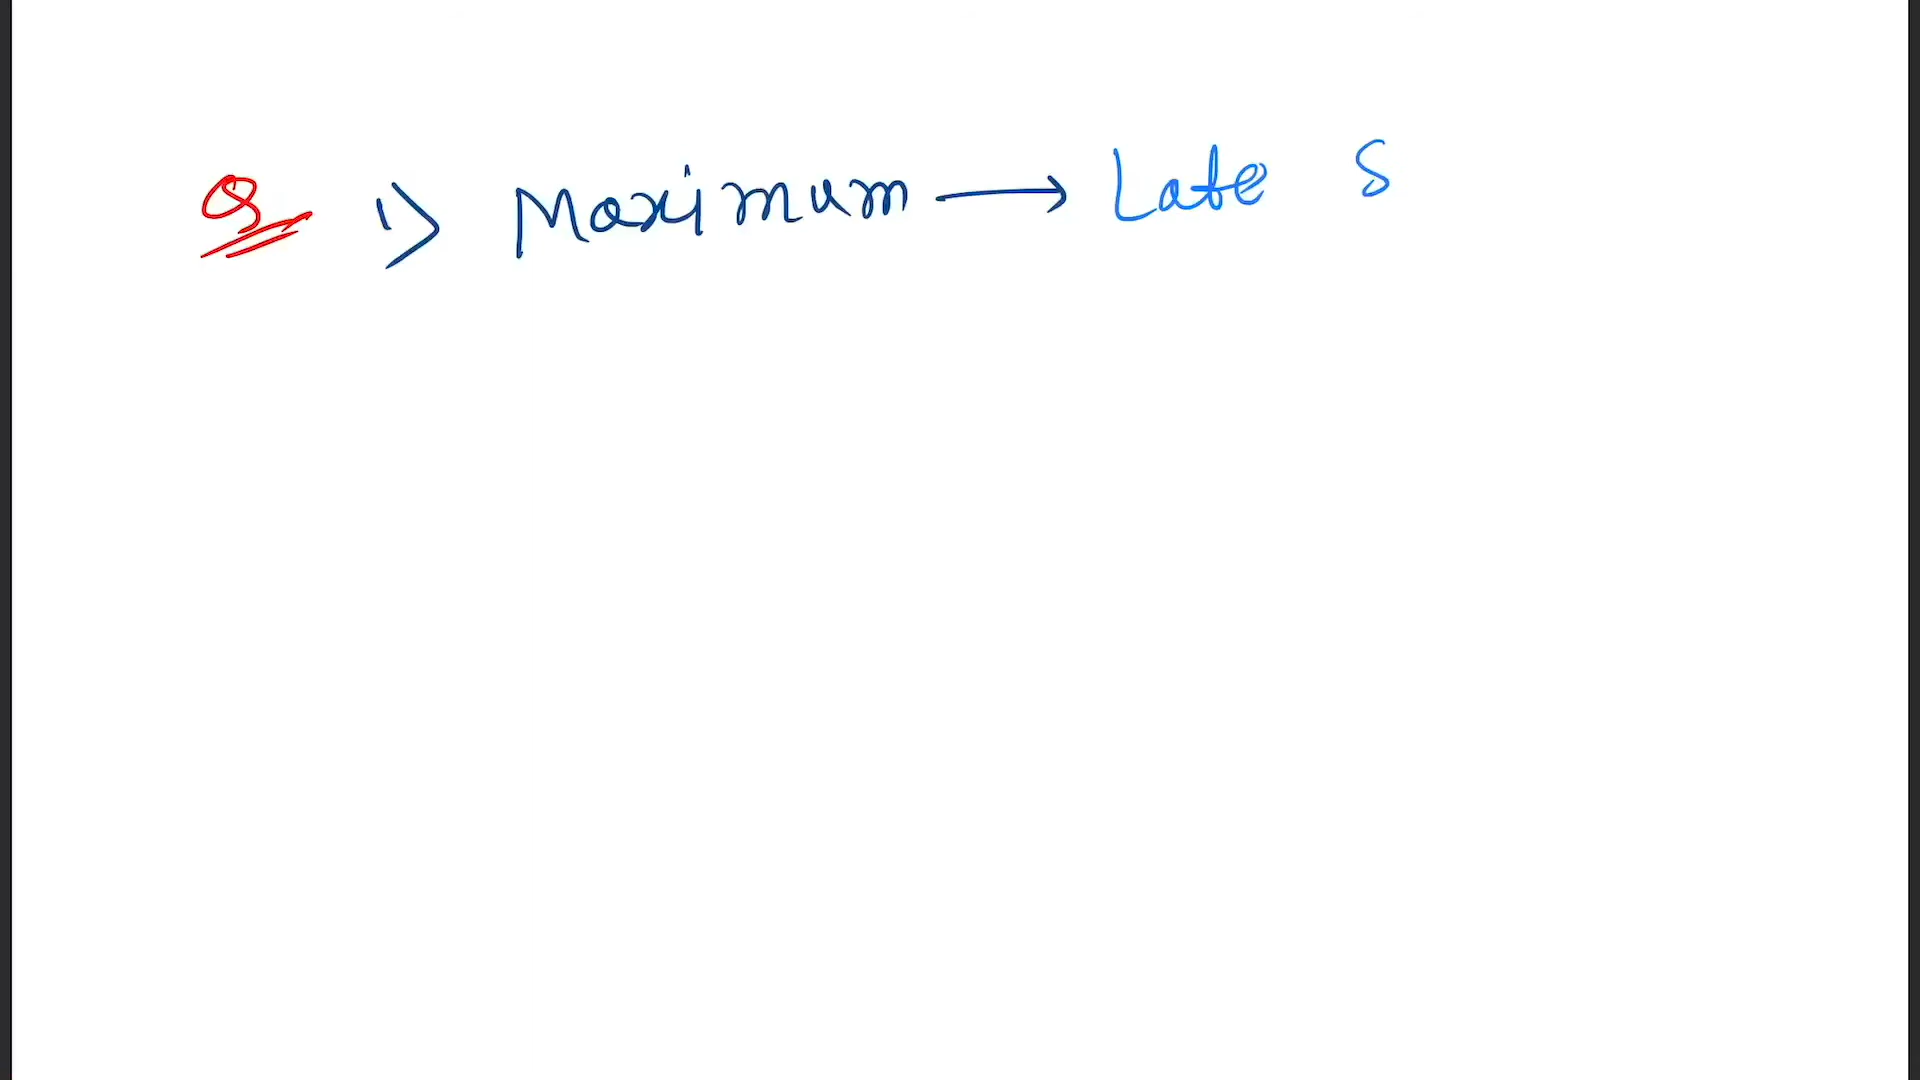 Q 1) Maximum → Late S